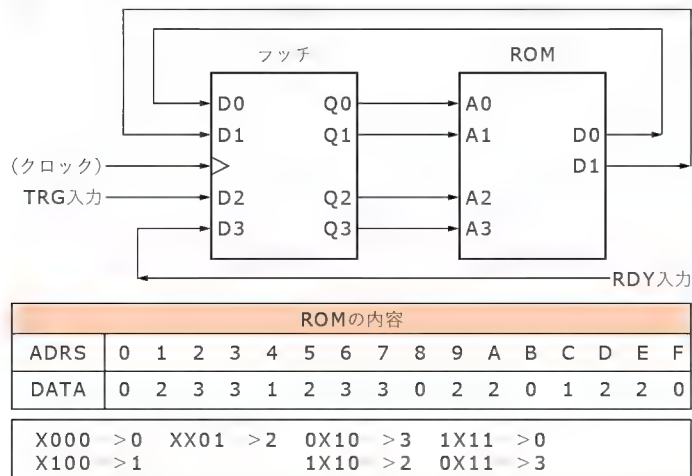 ラッチ ROM
D0 Q0 A0
D1 Q1 A1 D0
(クロック) D1
TRG入力 D2 Q2 A2
D3 Q3 A3
RDY入力
ROMの内容
ADRS 0 1 2 3 4 5 6 7 8 9 A B C D E F
DATA 0 2 3 3 1 2 3 3 0 2 2 0 1 2 2 0
X000 ->0 XX01 ->2 0X10 ->3 1X11 ->0
X100 ->1 1X10 ->2 0X11 ->3